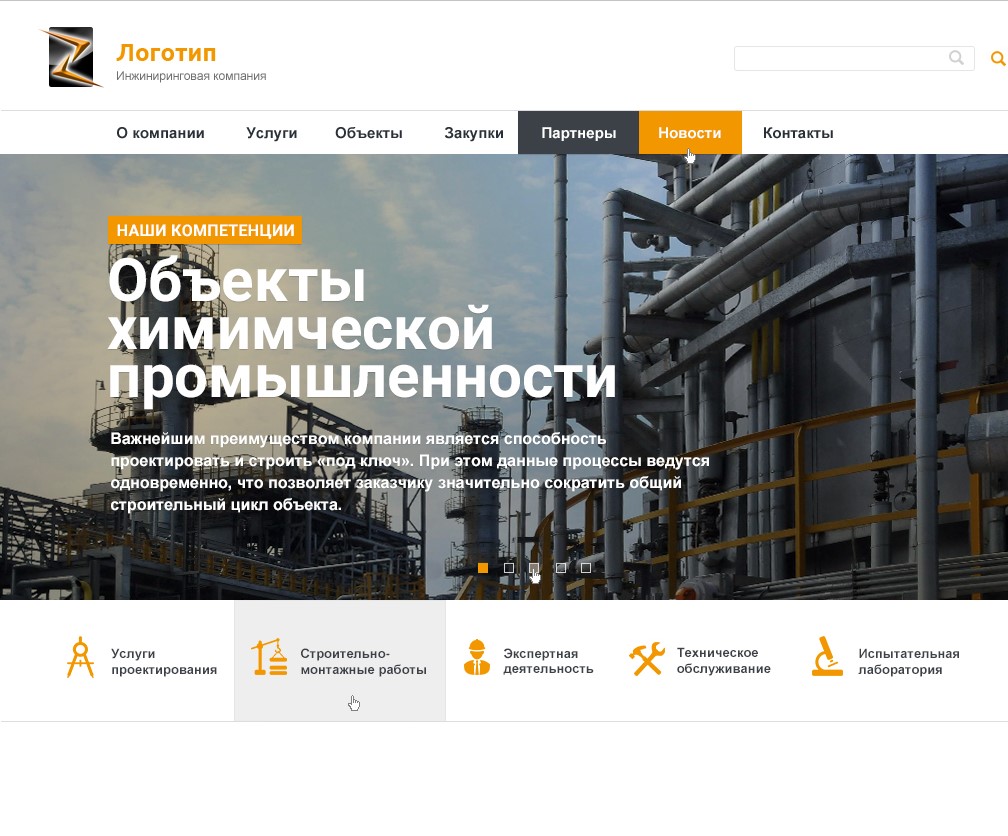 Логотип
Инжиниринговая компания
О компании Услуги Объекты Закупки Партнеры Новости Контакты
НАШИ КОМПЕТЕНЦИИ
Объекты
химимческой
промышленности
Важнейшим преимуществом компании является способность
проектировать и строить «под ключ». При этом данные процессы ведутся
одновременно, что позволяет заказчику значительно сократить общий
строительный цикл объекта.
Услуги
проектирования
Строительно-
монтажные работы
Экспертная
деятельность
Техническое
обслуживание
Испытательная
лаборатория